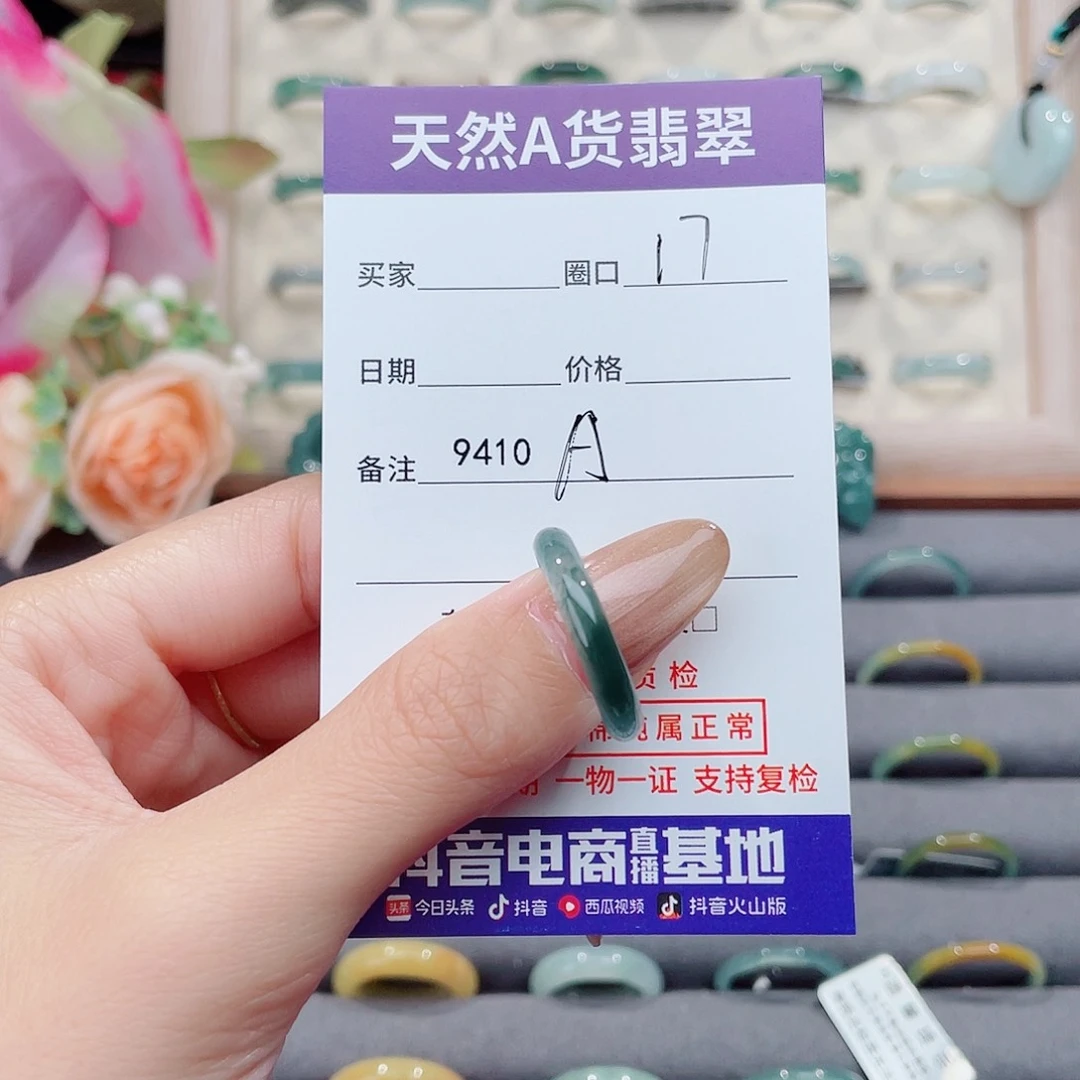 天然A货翡翠
买家 圈口 17
日期 价格
备注 9410 A
质检
属正常
一物一证 支持复检
抖音电商直播基地
头条 今日头条 抖音 西瓜视频 抖音火山版